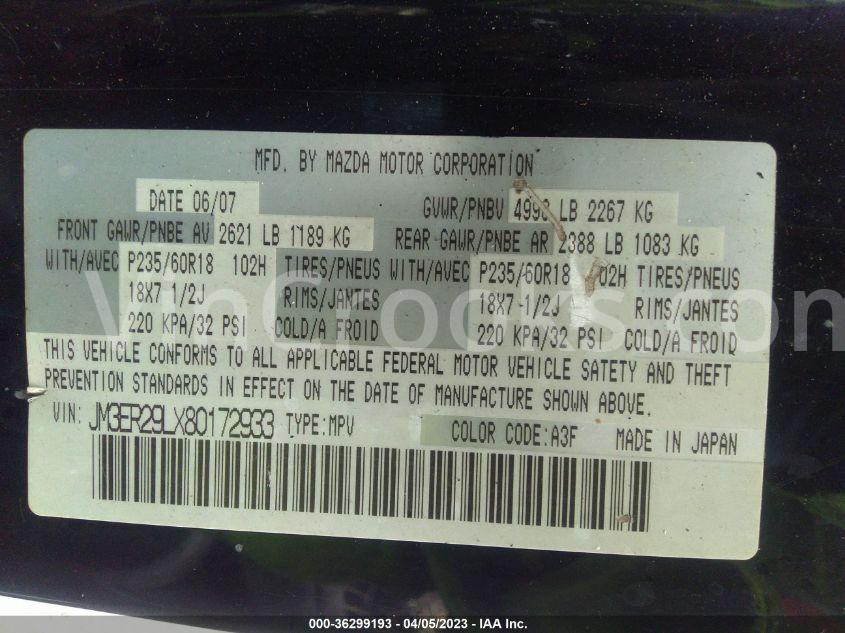 MFD. BY MAZDA MOTOR CORPORATION
DATE 06/07 GVWR/PNBV 4998 LB 2267 KG
FRONT GAWR/PNBE AV 2621 LB 1189 KG REAR GAWR/PNBE AR 2388 LB 1083 KG
WITH/AVEC P235/60R18 102H TIRES/PNEUS WITH/AVEC P235/60R18 102H TIRES/PNEUS
18X7 1/2J RIMS/JANTES 18X7 1/2J RIMS/JANTES
220 KPA/32 PSI COLD/A FROID 220 KPA/32 PSI COLD/A FROID
THIS VEHICLE CONFORMS TO ALL APPLICABLE FEDERAL MOTOR VEHICLE SAFETY AND THEFT
PREVENTION STANDARDS IN EFFECT ON THE DATE OF MANUFACTURE SHOWN ABOVE.
VIN: JM3ER29LX80172933 TYPE:MPV COLOR CODE:A3F MADE IN JAPAN
000-36299193 - 04/05/2023 - IAA Inc.